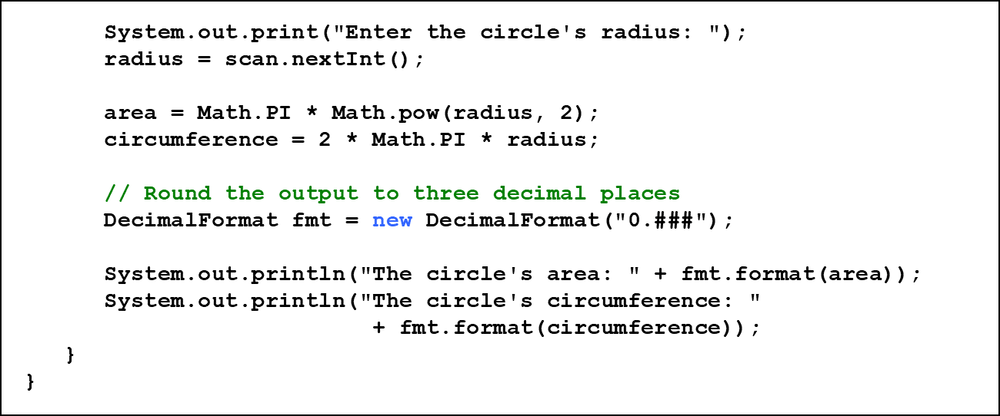 System.out.print("Enter the circle's radius: ");
radius = scan.nextInt();
area = Math.PI * Math.pow(radius, 2);
circumference = 2 * Math.PI * radius;
// Round the output to three decimal places
DecimalFormat fmt = new DecimalFormat("0.###");
System.out.println("The circle's area: " + fmt.format(area));
System.out.println("The circle's circumference: "
+ fmt.format(circumference));
}
}